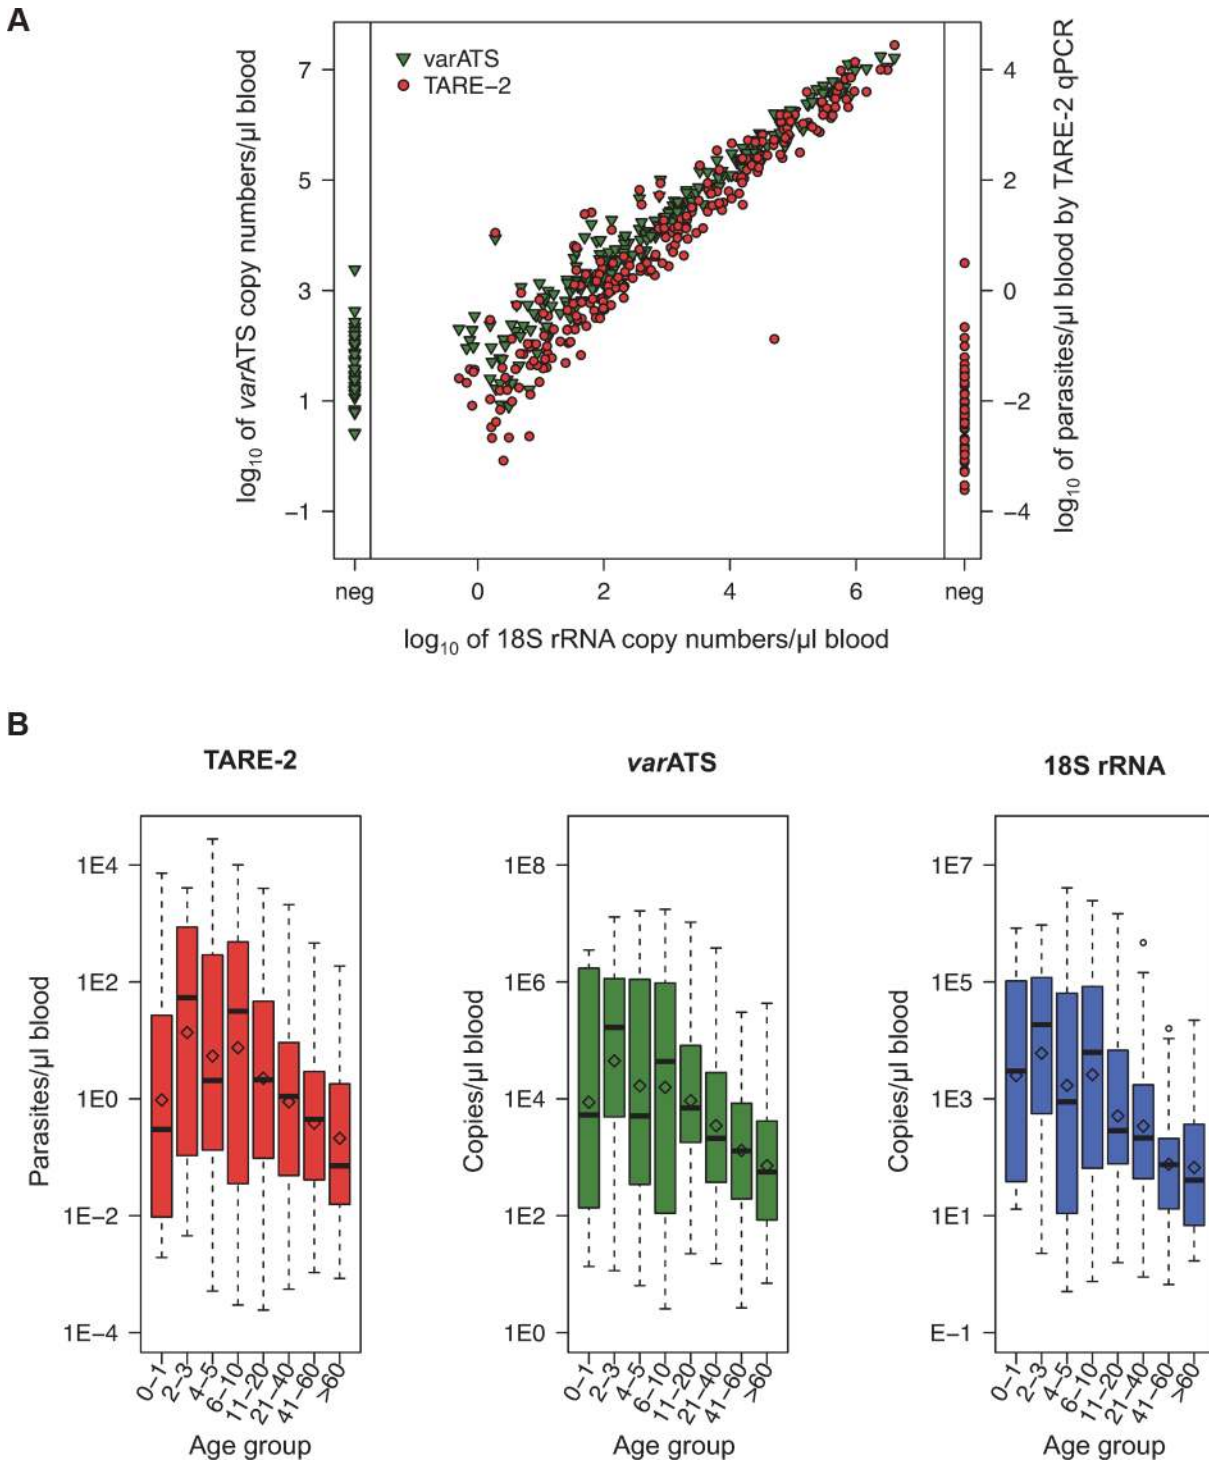 A
varATS
TARE–2
log10 of varATS copy numbers/µl blood
7
5
3
1
−1
log10 of parasites/µl blood by TARE-2 qPCR
4
2
0
−2
−4
neg 0 2 4 6 neg
log10 of 18S rRNA copy numbers/µl blood
B
TARE-2
Parasites/µl blood
1E4
1E2
1E0
1E−2
1E−4
0−1 2−3 4−5 6−10 11−20 21−40 41−60 >60
Age group
varATS
Copies/µl blood
1E8
1E6
1E4
1E2
1E0
0−1 2−3 4−5 6−10 11−20 21−40 41−60 >60
Age group
18S rRNA
Copies/µl blood
1E7
1E5
1E3
1E1
E−1
0−1 2−3 4−5 6−10 11−20 21−40 41−60 >60
Age group